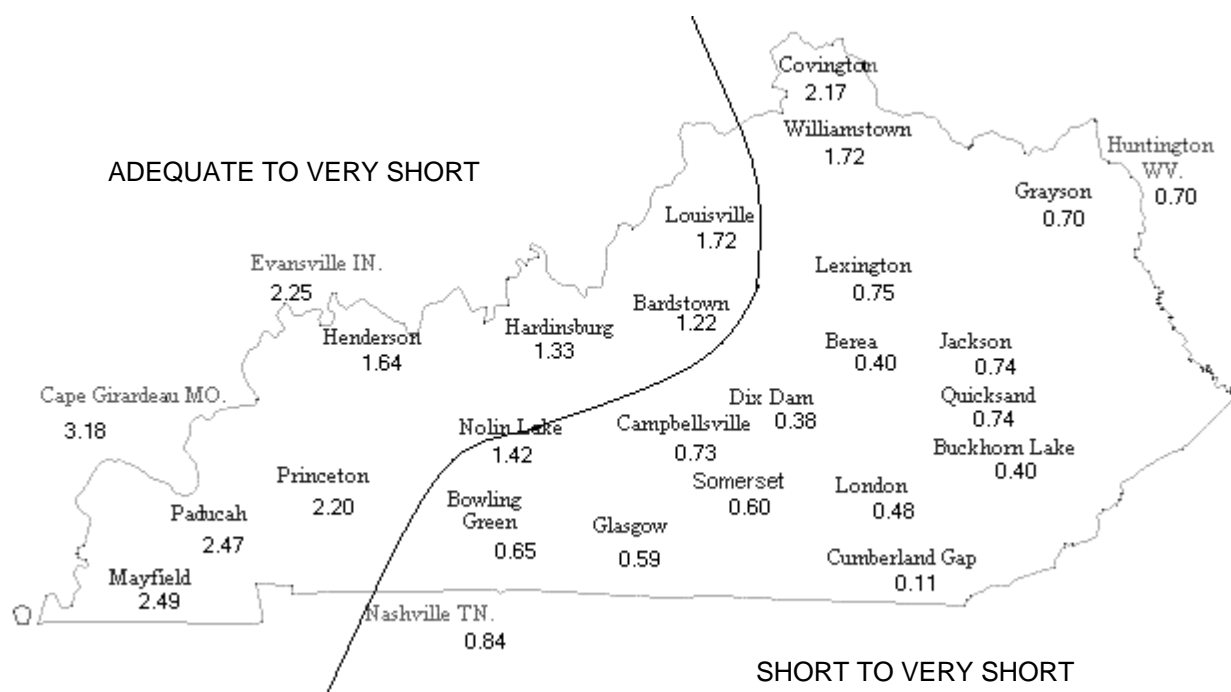 Covington
2.17
Williamstown
1.72
ADEQUATE TO VERY SHORT
Huntington
WV.
0.70
Grayson
0.70
Louisville
1.72
Evansville IN.
2.25
Lexington
0.75
Bardstown
1.22
Hardinsburg
1.33
Henderson
1.64
Berea
0.40
Jackson
0.74
Cape Girardeau MO.
3.18
Dix Dam
0.38
Quicksand
0.74
Nolin Lake
1.42
Campbellsville
0.73
Buckhorn Lake
0.40
Princeton
2.20
Somerset
0.60
London
0.48
Paducah
2.47
Bowling
Green
0.65
Glasgow
0.59
Mayfield
2.49
Cumberland Gap
0.11
Nashville TN.
0.84
SHORT TO VERY SHORT